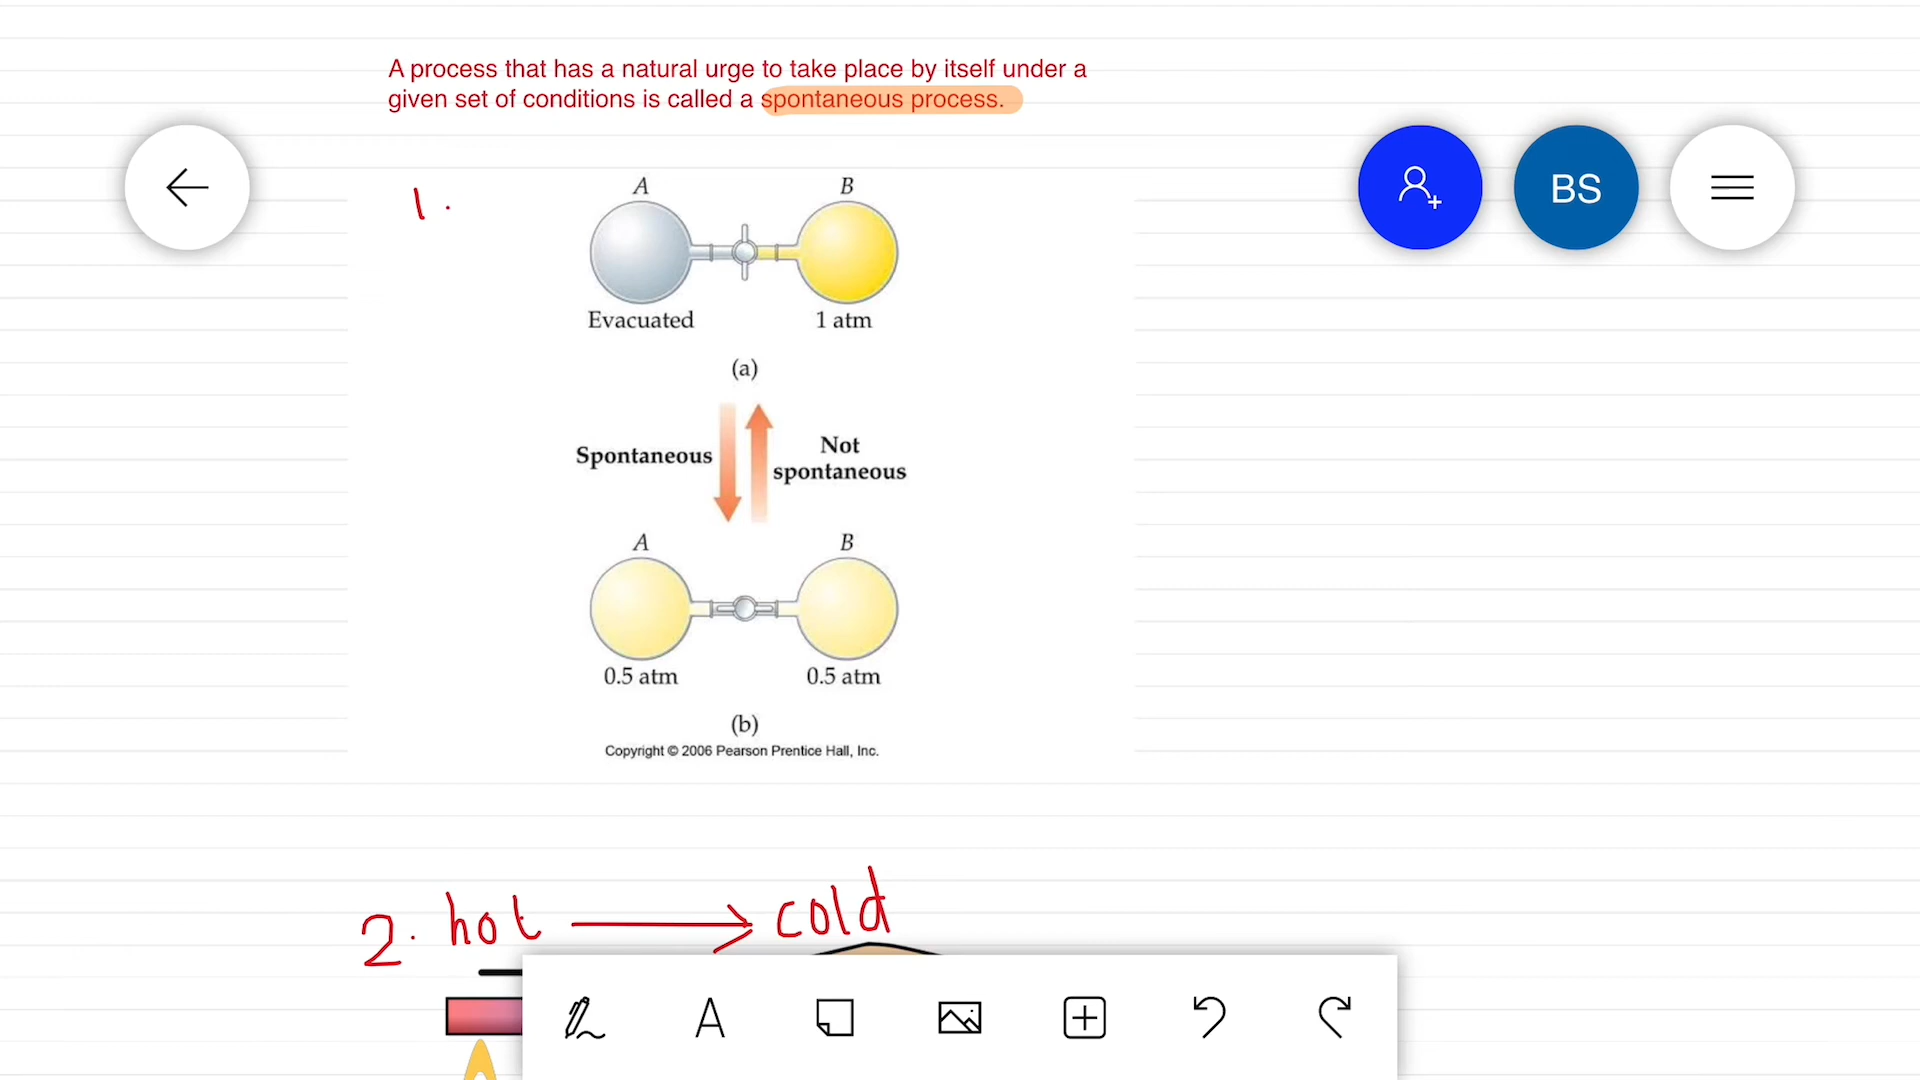 A process that has a natural urge to take place by itself under a
given set of conditions is called a spontaneous process.
BS
1.
A B
Evacuated 1 atm
(a)
Spontaneous
Not
spontaneous
A B
0.5 atm 0.5 atm
(b)
Copyright © 2006 Pearson Prentice Hall, Inc.
2. hot → cold
A